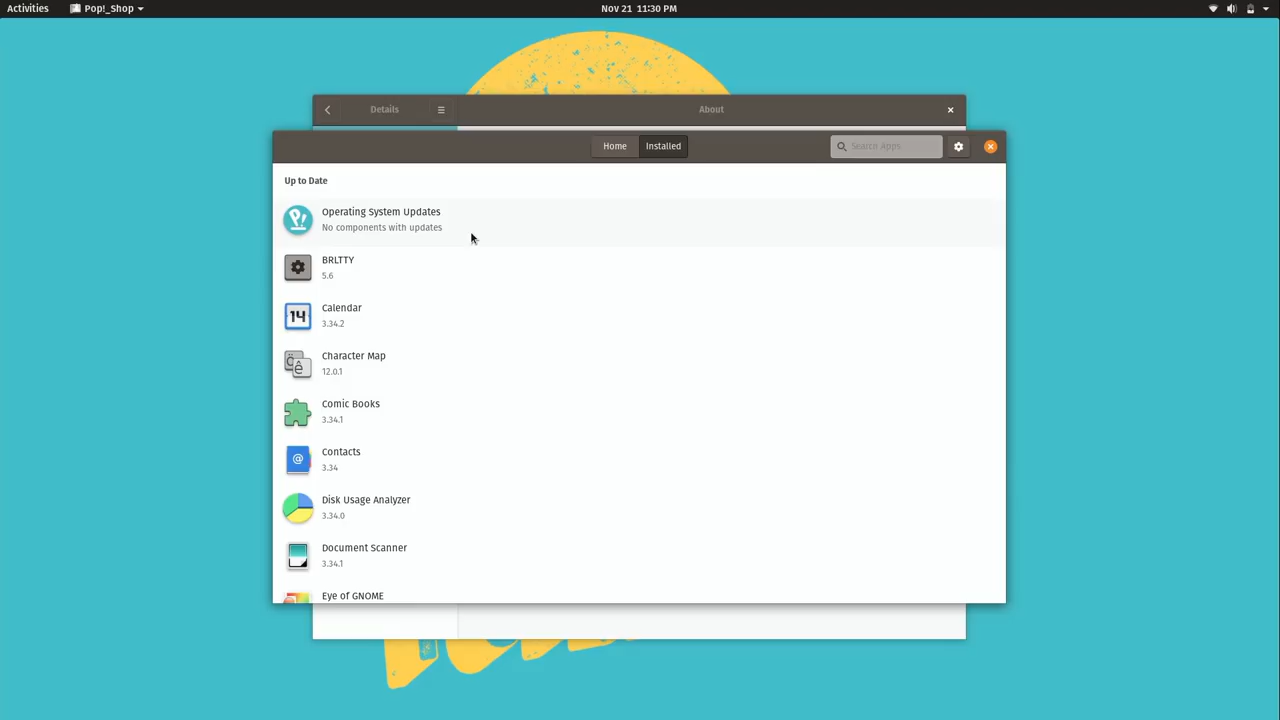 Activities
Pop!_Shop
Nov 21 11:30 PM
Details
About
Home
Installed
Search Apps
Up to Date
Operating System Updates
No components with updates
BRLTTY
5.6
14
Calendar
3.34.2
Character Map
12.0.1
Comic Books
3.34.1
@
Contacts
3.34
Disk Usage Analyzer
3.34.0
Document Scanner
3.34.1
Eye of GNOME